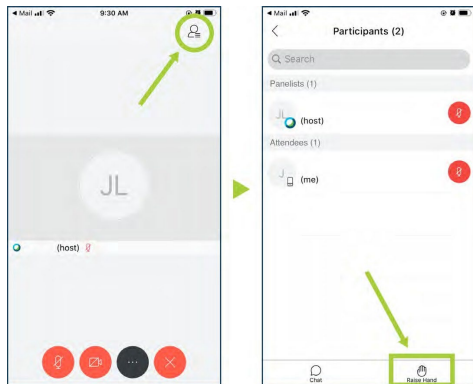 Mail
9:30 AM
JL
(host)
Mail
Participants (2)
Search
Panelists (1)
JL
(host)
Attendees (1)
J
(me)
Chat
Raise Hand